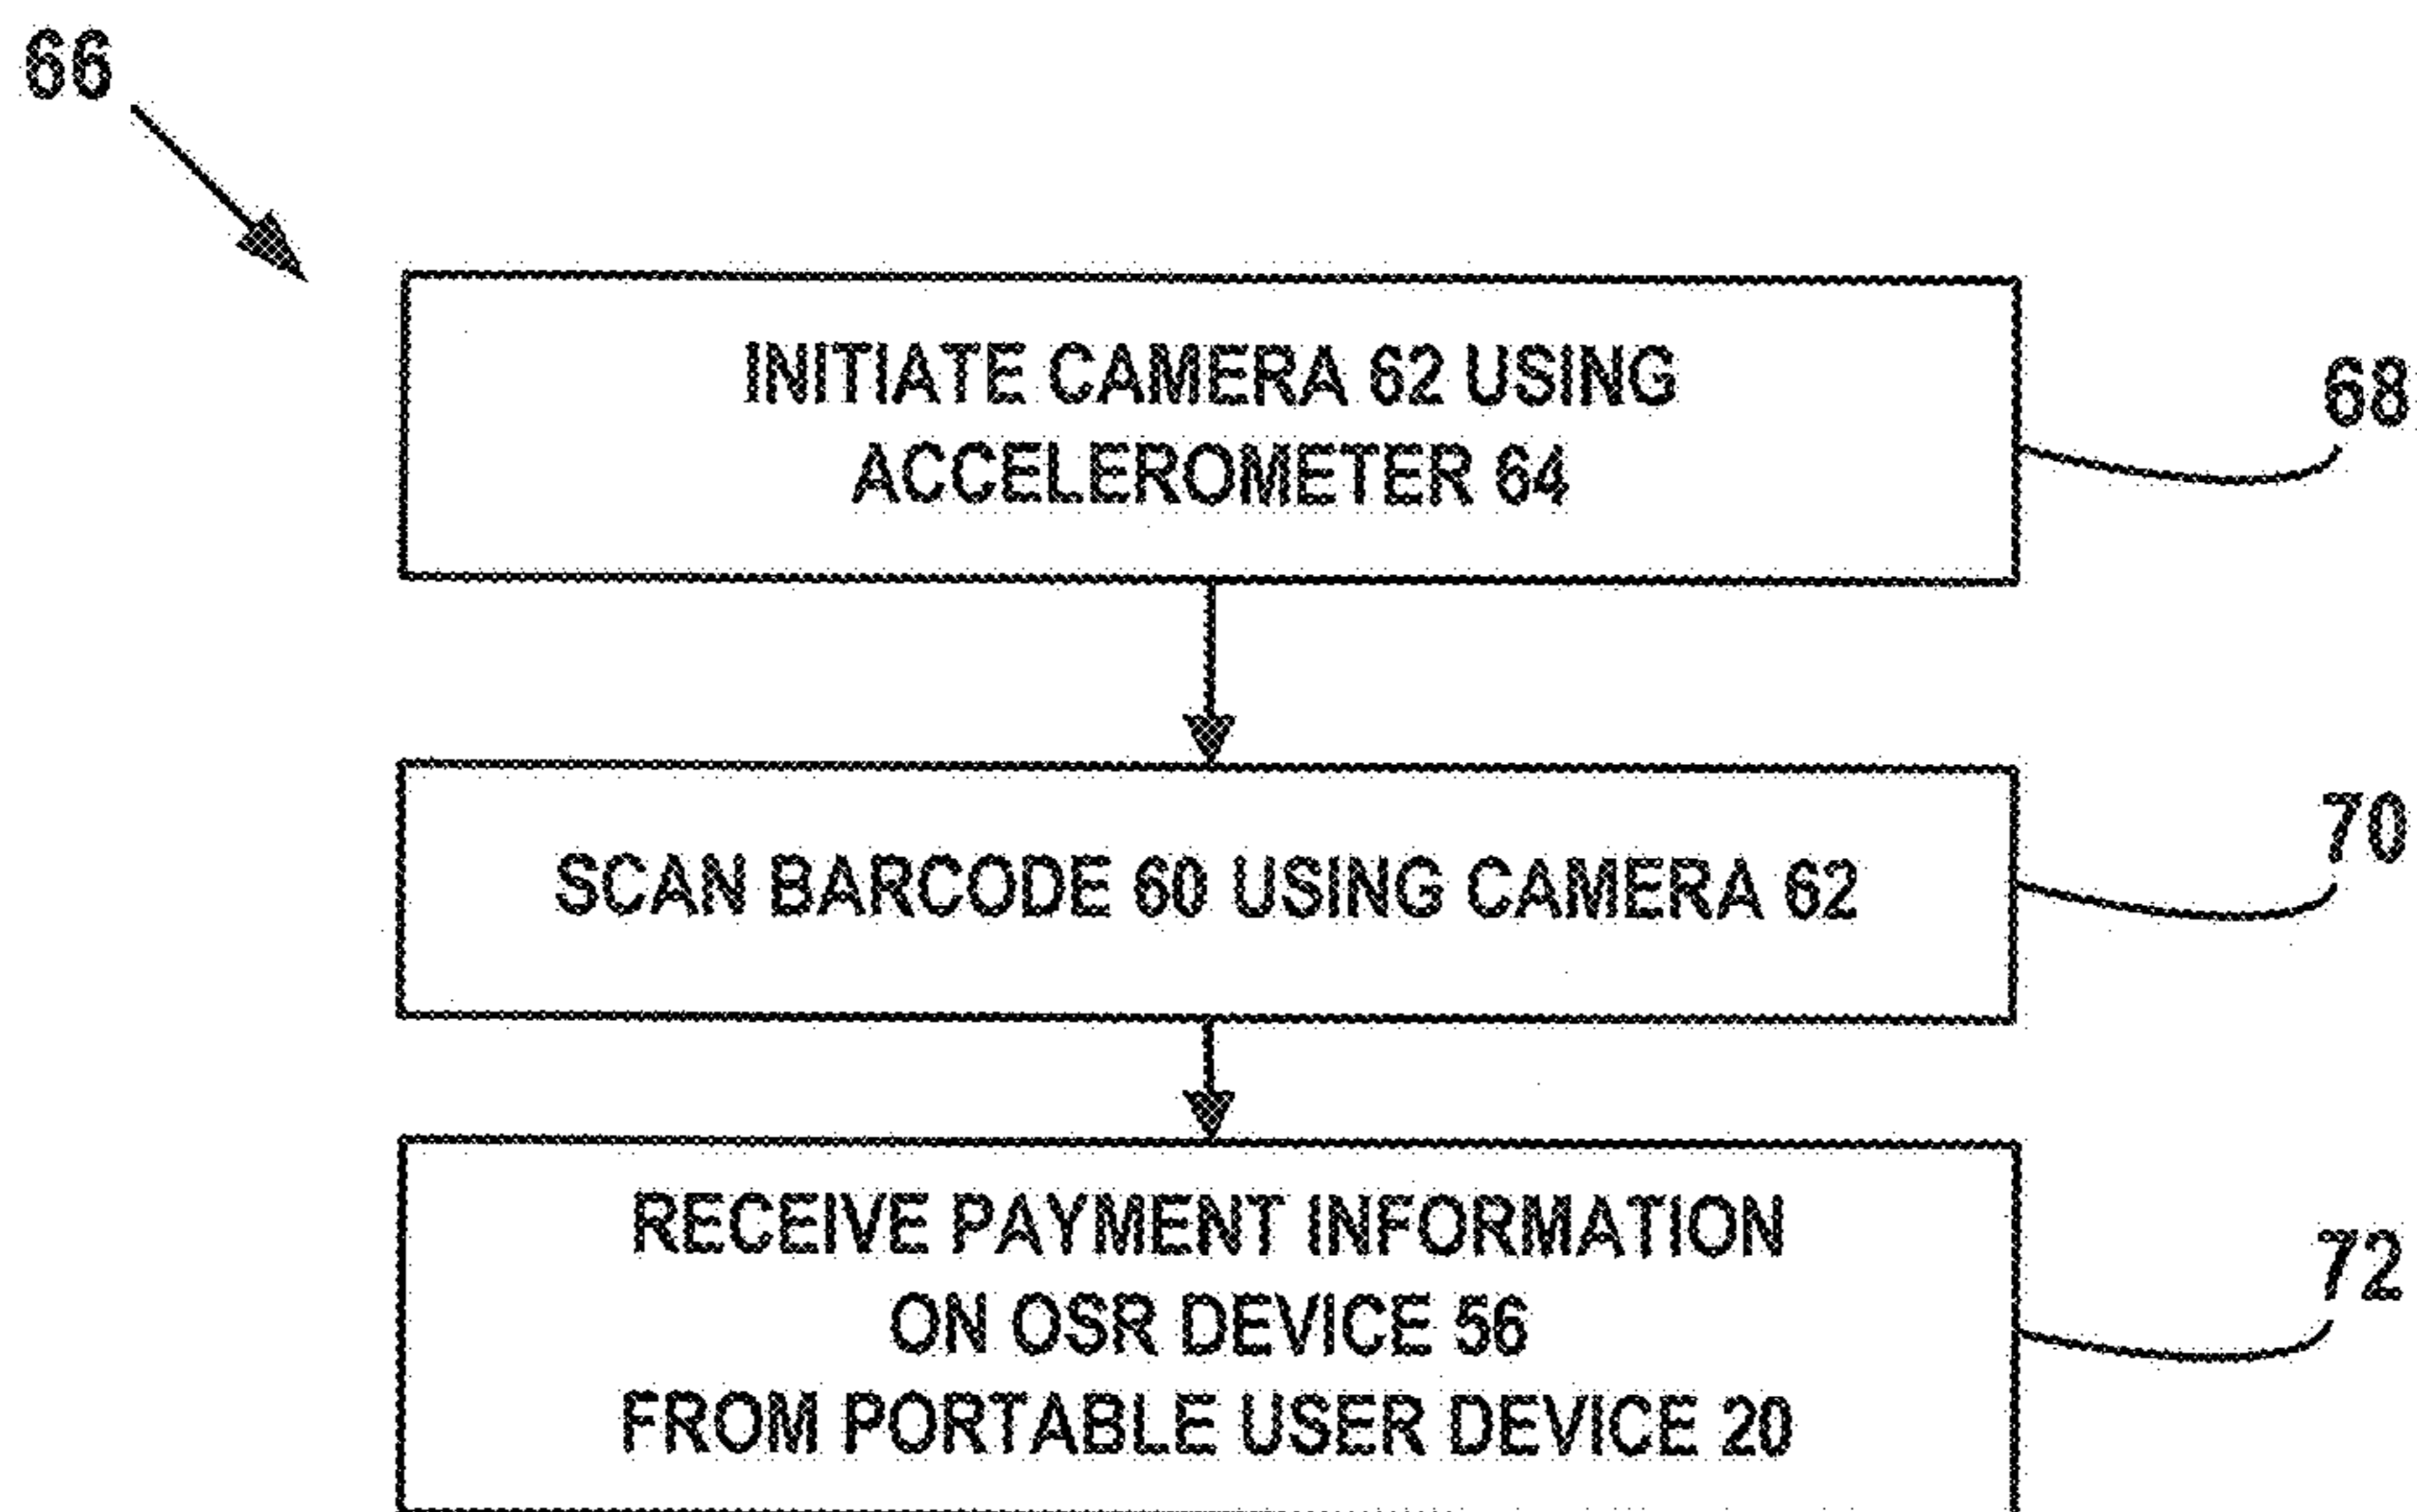 66
INITIATE CAMERA 62 USING
ACCELEROMETER 64
68
SCAN BARCODE 60 USING CAMERA 62
70
RECEIVE PAYMENT INFORMATION
ON OSR DEVICE 56
FROM PORTABLE USER DEVICE 20
72